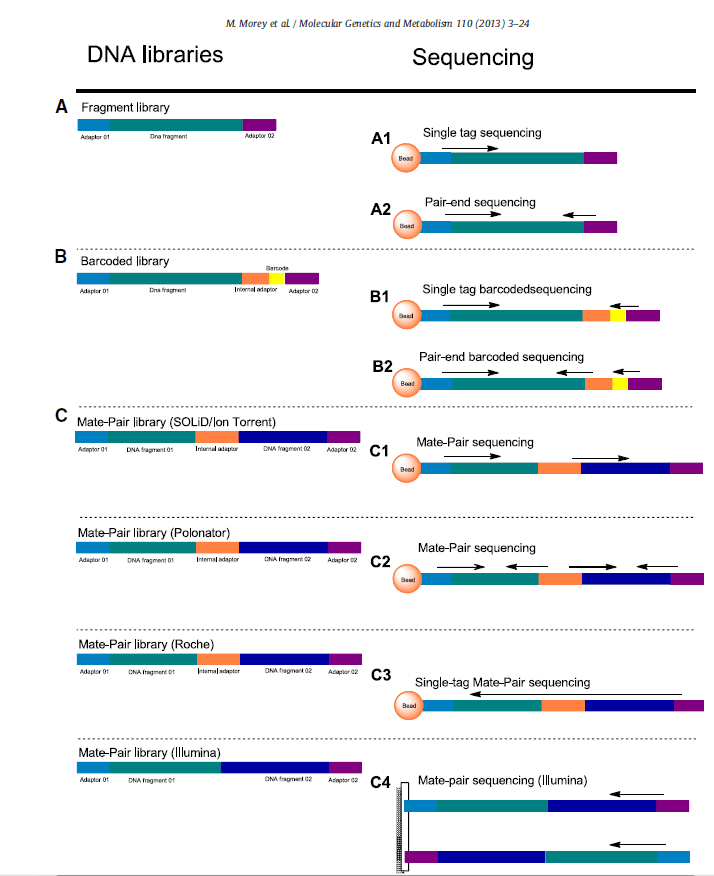 M. Morey et al. / Molecular Genetics and Metabolism 110 (2013) 3–24
DNA libraries
Sequencing
A
Fragment library
Adaptor 01
Dna fragment
Adaptor 02
A1
Single tag sequencing
Bead
A2
Pair-end sequencing
Bead
B
Barcoded library
Barcode
Adaptor 01
Dna fragment
Internal adaptor
Adaptor 02
B1
Single tag barcodedsequencing
Bead
B2
Pair-end barcoded sequencing
Bead
C
Mate-Pair library (SOLiD/Ion Torrent)
Adaptor 01
DNA fragment 01
Internal adaptor
DNA fragment 02
Adaptor 02
C1
Mate-Pair sequencing
Bead
Mate-Pair library (Polonator)
Adaptor 01
DNA fragment 01
Internal adaptor
DNA fragment 02
Adaptor 02
C2
Mate-Pair sequencing
Bead
Mate-Pair library (Roche)
Adaptor 01
DNA fragment 01
Internal adaptor
DNA fragment 02
Adaptor 02
C3
Single-tag Mate-Pair sequencing
Bead
Mate-Pair library (Illumina)
Adaptor 01
DNA fragment 01
DNA fragment 02
Adaptor 02
C4
Mate-pair sequencing (Illumina)